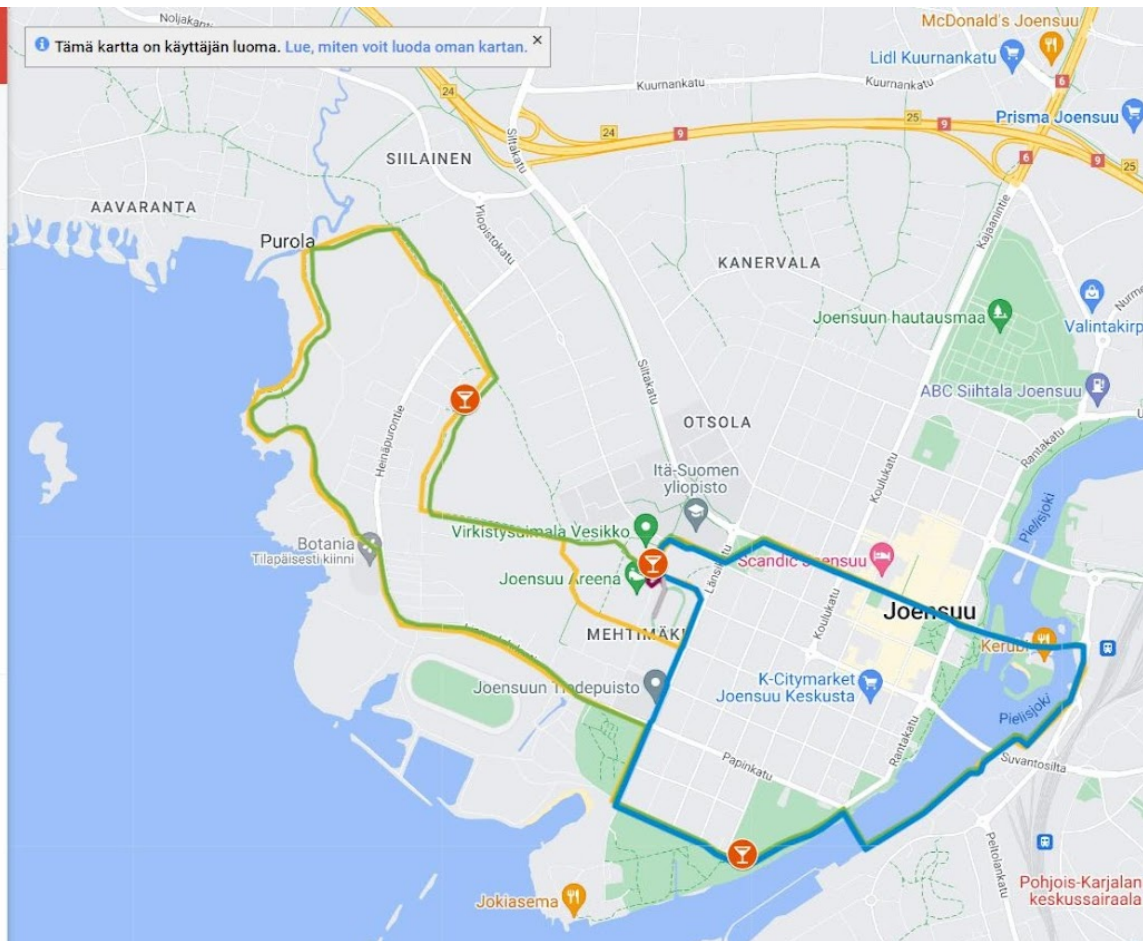 Noljaka
McDonald's Joensuu
Tämä kartta on käyttäjän luoma. Lue, miten voit luoda oman kartan. ×
Lidl Kuurnankatu
24
Kuurnankatu
Kuurnankatu
6
Prisma Joensuu
24
9
25
9
Siltakatu
6
9
25
SIILAINEN
AAVARANTA
Yliopistokatu
Kajaanintie
Purola
KANERVALA
Joensuun hautausmaa
Valintakirp
Siltakatu
ABC Siihtala Joensuu
OTSOLA
Heinäpurontie
Rantakatu
Koulukatu
Itä-Suomen
yliopisto
Pielisjoki
Virkistysuimala Vesikko
Botania
Tilapäisesti kiinni
Scandic Joensuu
Joensuu Areena
Koulukatu
Joensuu
MEHTIMÄKI
Kerubi
K-Citymarket
Joensuu Keskusta
Joensuun Tiedepuisto
Pielisjoki
Rantakatu
Papinkatu
Suvantosilta
Peltolankatu
Pohjois-Karjalan
keskussairaala
Jokiasema